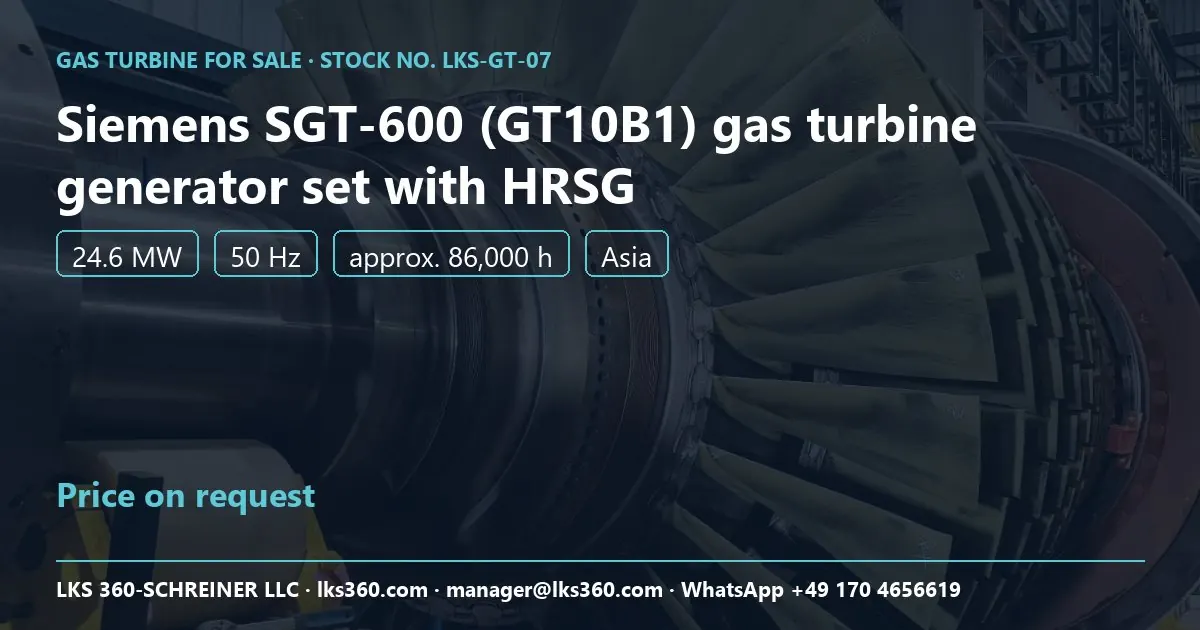 GAS TURBINE FOR SALE · STOCK NO. LKS-GT-07
Siemens SGT-600 (GT10B1) gas turbine
generator set with HRSG
24.6 MW
50 Hz
approx. 86,000 h
Asia
Price on request
LKS 360-SCHREINER LLC · lks360.com · manager@lks360.com · WhatsApp +49 170 4656619